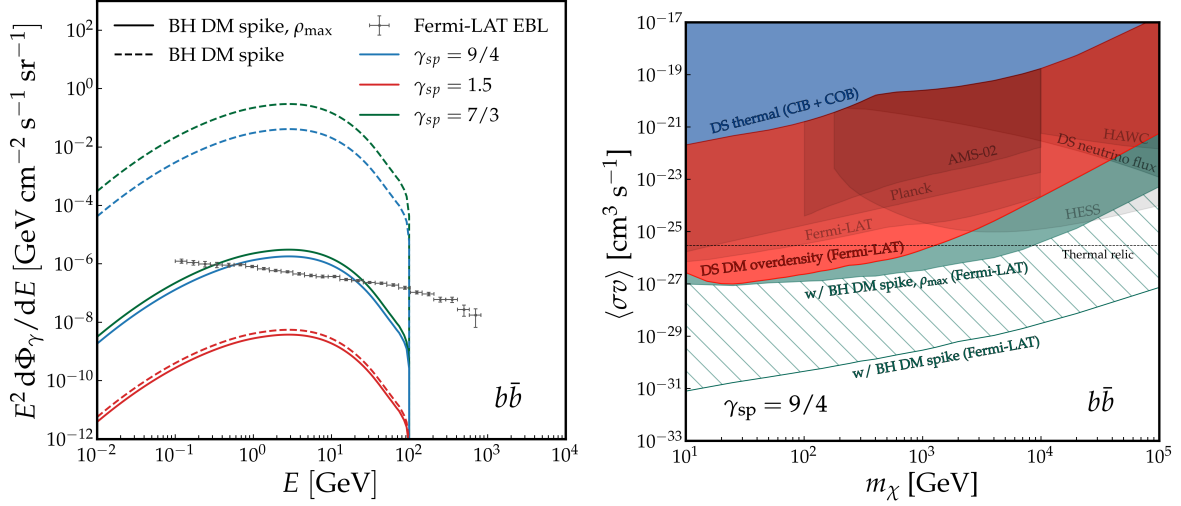 BH DM spike, ρmax
BH DM spike
Fermi-LAT EBL
γsp = 9/4
γsp = 1.5
γsp = 7/3
10²
10⁰
10⁻²
10⁻⁴
10⁻⁶
10⁻⁸
10⁻¹⁰
10⁻¹²
E² dΦγ/dE [GeV cm⁻² s⁻¹ sr⁻¹]
bb̄
10⁻² 10⁻¹ 10⁰ 10¹ 10² 10³ 10⁴
E [GeV]
10⁻¹⁷
10⁻¹⁹
10⁻²¹
10⁻²³
10⁻²⁵
10⁻²⁷
10⁻²⁹
10⁻³¹
10⁻³³
⟨σv⟩ [cm³ s⁻¹]
DS thermal (CIB + COB)
HAWC
DS neutrino flux
AMS-02
Planck
HESS
Fermi-LAT
DS DM overdensity (Fermi-LAT)
Thermal relic
w/ BH DM spike, ρmax (Fermi-LAT)
w/ BH DM spike (Fermi-LAT)
γsp = 9/4
bb̄
10¹ 10² 10³ 10⁴ 10⁵
mχ [GeV]